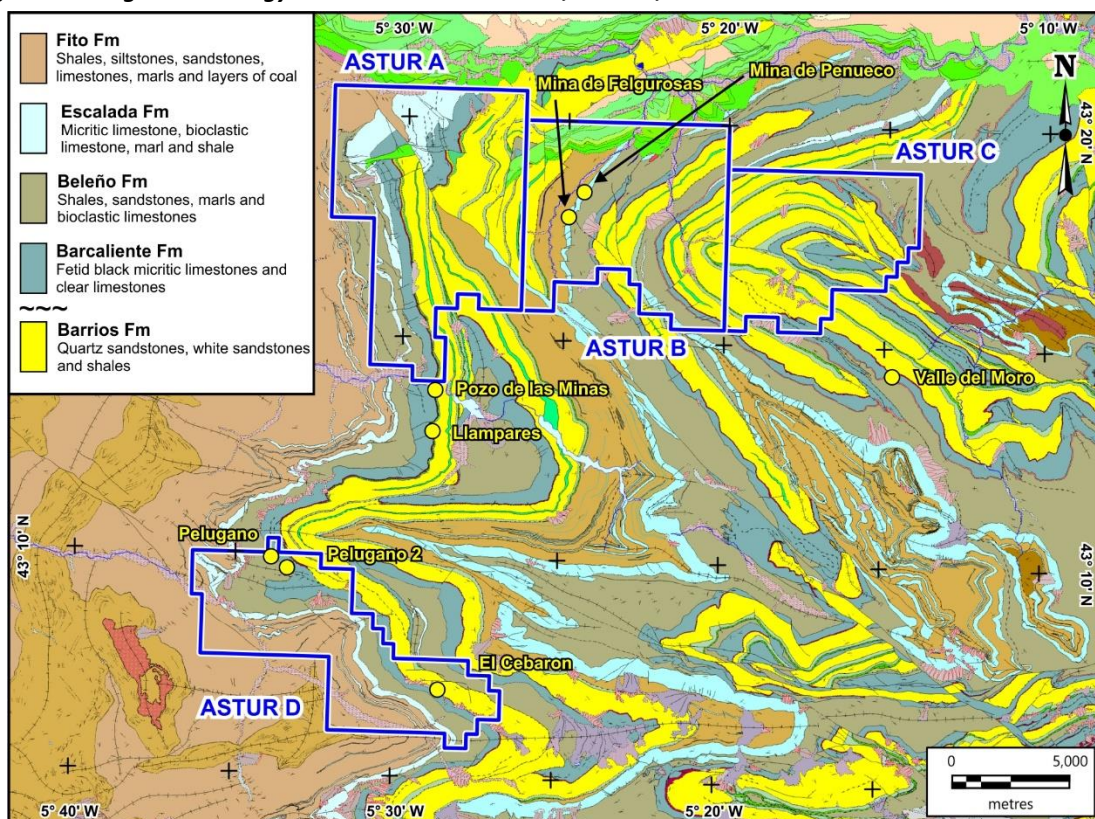 Fito Fm
Shales, siltstones, sandstones,
limestones, marls and layers of coal
Escalada Fm
Micritic limestone, bioclastic
limestone, marl and shale
Beleño Fm
Shales, sandstones, marls and
bioclastic limestones
Barcaliente Fm
Fetid black micritic limestones and
clear limestones
~~~
Barrios Fm
Quartz sandstones, white sandstones
and shales
5° 30' W
5° 20' W
5° 10' W
ASTUR A
Mina de Felgurosas
Mina de Penueco
N
43° 20' N
ASTUR C
ASTUR B
Valle del Moro
Pozo de las Minas
Llampares
Pelugano
Pelugano 2
43° 10' N
43° 10' N
El Cebaron
ASTUR D
0 5,000
metres
5° 40' W
5° 30' W
5° 20' W